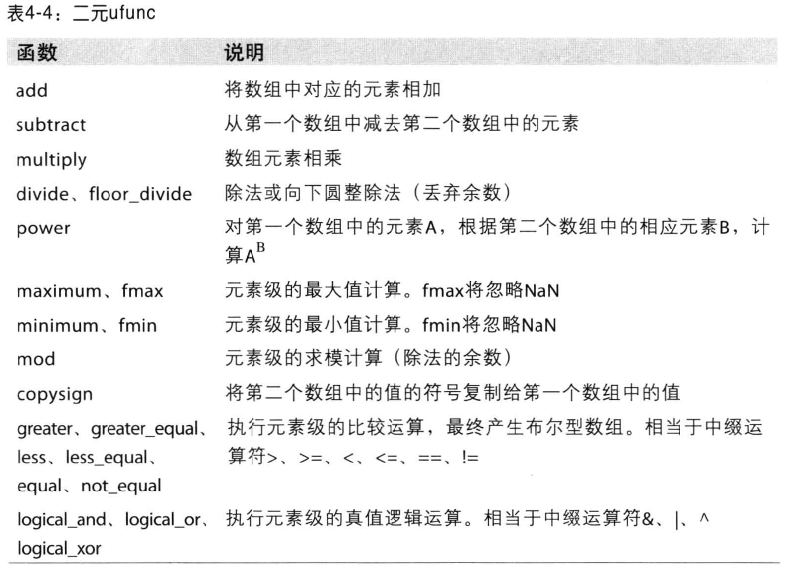 表4-4：二元ufunc
函数 说明
add 将数组中对应的元素相加
subtract 从第一个数组中减去第二个数组中的元素
multiply 数组元素相乘
divide、floor_divide 除法或向下圆整除法（丢弃余数）
power 对第一个数组中的元素A，根据第二个数组中的相应元素B，计
算A^B
maximum、fmax 元素级的最大值计算。fmax将忽略NaN
minimum、fmin 元素级的最小值计算。fmin将忽略NaN
mod 元素级的求模计算（除法的余数）
copysign 将第二个数组中的值的符号复制给第一个数组中的值
greater、greater_equal、 执行元素级的比较运算，最终产生布尔型数组。相当于中缀运
less、less_equal、 算符>、>=、<、<=、==、!=
equal、not_equal
logical_and、logical_or、 执行元素级的真值逻辑运算。相当于中缀运算符&、|、^
logical_xor